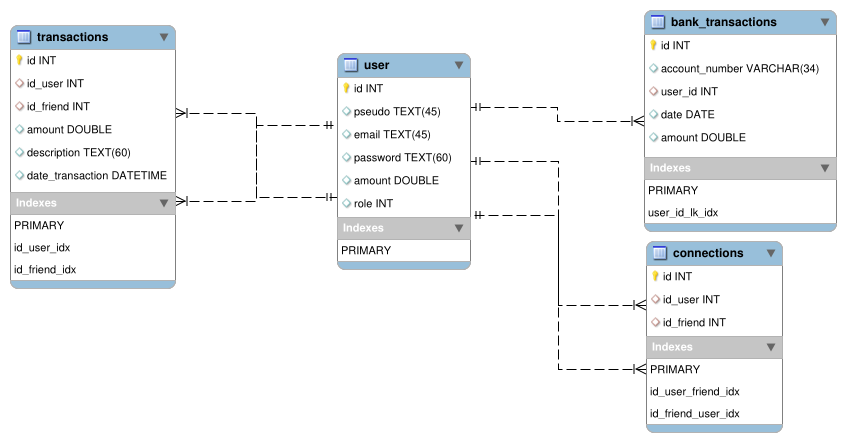 transactions
id INT
id_user INT
id_friend INT
amount DOUBLE
description TEXT(60)
date_transaction DATETIME
Indexes
PRIMARY
id_user_idx
id_friend_idx
user
id INT
pseudo TEXT(45)
email TEXT(45)
password TEXT(60)
amount DOUBLE
role INT
Indexes
PRIMARY
bank_transactions
id INT
account_number VARCHAR(34)
user_id INT
date DATE
amount DOUBLE
Indexes
PRIMARY
user_id_lk_idx
connections
id INT
id_user INT
id_friend INT
Indexes
PRIMARY
id_user_friend_idx
id_friend_user_idx